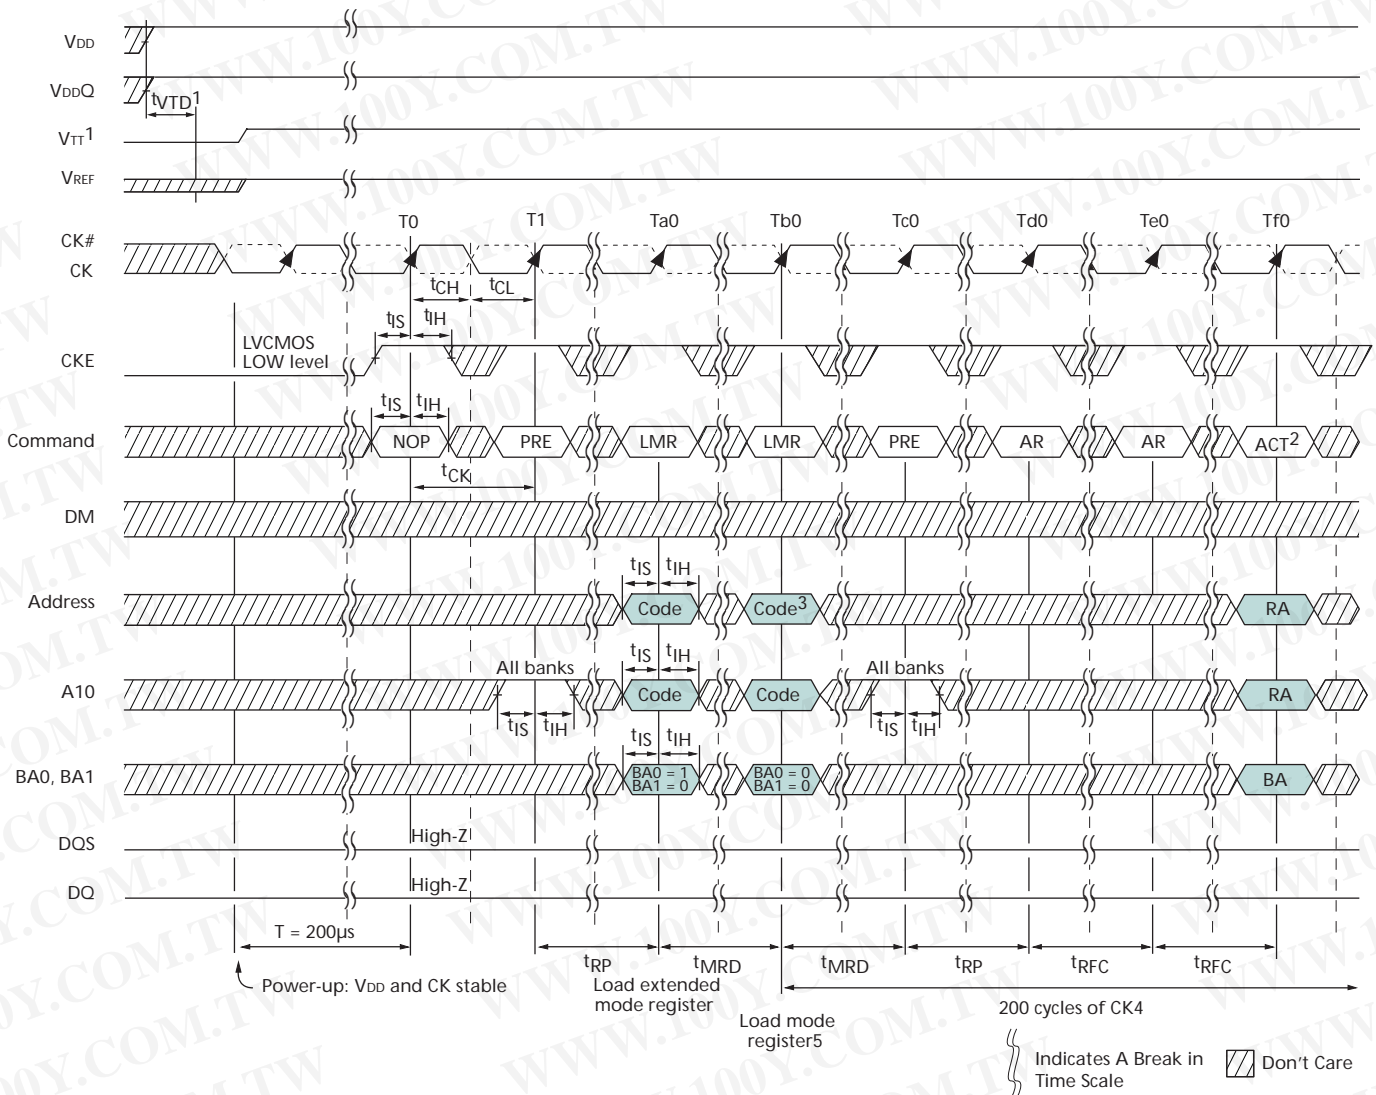 VDD
VDDQ
tVTD1
VTT1
VREF
T0 T1 Ta0 Tb0 Tc0 Td0 Te0 Tf0
CK#
CK
tCH tCL
tIS tIH
LVCMOS
LOW level
CKE
tIS tIH
Command NOP PRE LMR LMR PRE AR AR ACT2
tCK
DM
tIS tIH
Address Code Code3 RA
All banks tIS tIH All banks
A10 Code Code RA
tIS tIH tIS tIH
tIS tIH
BA0, BA1 BA0 = 1 BA0 = 0 BA
BA1 = 0 BA1 = 0
DQS High-Z
DQ High-Z
T = 200µs
tRP tMRD tMRD tRP tRFC tRFC
Power-up: VDD and CK stable
Load extended
mode register
200 cycles of CK4
Load mode
register5
Indicates A Break in
Time Scale
Don't Care
WWW.100Y.COM.TW